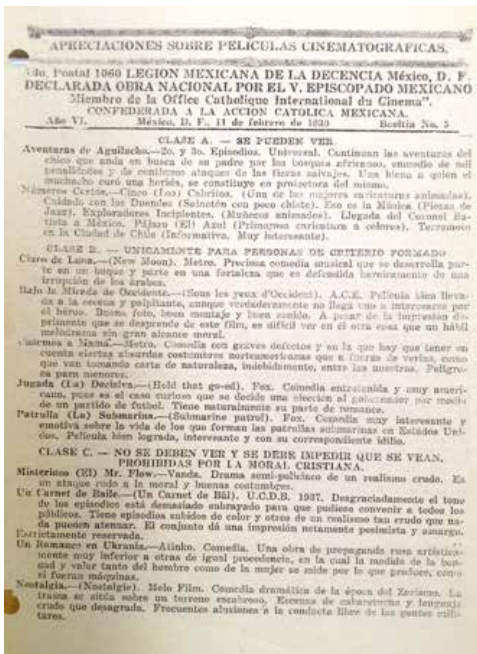 APRECIACIONES SOBRE PELICULAS CINEMATOGRAFICAS.
Postal 1060 LEGION MEXICANA DE LA DECENCIA México, D. F.
DECLARADA OBRA NACIONAL POR EL V. EPISCOPADO MEXICANO
Miembro de la Office Catholique International du Cinema".
CONFEDERADA A LA ACCION CATOLICA MEXICANA.
Año VI. México, D. F., 11 de febrero de Boletín No. 5
CLASE A. — SE PUEDEN VER
Aventuras de Aguilucho.—2o. y 3o. Episodios. Universal. Continúan las aventuras del
chico que anda en busca de su padre por los bosques africanos, enmedio de mil
penalidades y de continuos ataques de las fieras salvajes. Una hiena a quien el
muchacho curó una herida, se constituye en protectora del mismo.
Números Cortos.—Cinco (Los) Cabritos. (Una de las mejores caricaturas animadas).
Cuidado con los Duendes (Sainetón con poco chiste). Eso es la Música (Piezas de
Jazz). Exploradores Incipientes. (Muñecos animados). Llegada del Coronel Ba-
tista a México. Pájaro (El) Azul (Primorosa caricatura a colores). Terremoto
en la Ciudad de Chile (Informativa. Muy interesante).
CLASE B. — UNICAMENTE PARA PERSONAS DE CRITERIO FORMADO
Claro de Luna.—(New Moon). Metro. Preciosa comedia musical que se desarrolla par-
te en un buque y parte en una fortaleza que es defendida heroicamente de una
irrupción de los árabes.
Bajo la Mirada de Occidente.—(Sous les yeux d'Occident). A.C.E. Película bien lleva-
da a la escena y palpitante, aunque verdaderamente no llega uno a interesarse por
el héroe. Buena foto, buen montaje y buen sonido. A pesar de la impresión de-
primente que se desprende de este film, es difícil ver en él otra cosa que un hábil
melodrama sin gran alcance moral.
a Mamá.—Metro. Comedia con graves defectos y en la que hay que tener en
cuenta ciertas absurdas costumbres norteamericanas que a fuerza de verlas, como
que van tomando carta de naturaleza, indebidamente, entre las nuestras. Peligro-
sa para menores.
Jugada (La) Decisiva.—(Hold that go-ed). Fox. Comedia entretenida y muy ameri-
cana, pues es el caso curioso que se decide una elección al gobernador por medio
de un partido de futbol. Tiene naturalmente su parte de romance.
Patrulla (La) Submarina.—(Submarine patrol). Fox. Comedia muy interesante y
emotiva sobre la vida de los que forman las patrullas submarinas en Estados Uni-
dos. Película bien lograda, interesante y con su correspondiente idilio.
CLASE C. — NO SE DEBEN VER Y SE DEBE IMPEDIR QUE SE VEAN.
PROHIBIDAS POR LA MORAL CRISTIANA.
Misterioso (El) Mr. Flow.—Vanda. Drama semi-policíaco de un realismo crudo. Es
un ataque rudo a la moral y buenas costumbres.
Un Carnet de Baile.—(Un Carnet de Bàl). U.C.D.B. 1937. Desgraciadamente el tono
de los episodios está demasiado subrayado para que pudiese convenir a todos los
públicos. Tiene episodios subidos de color y otros de un realismo tan crudo que na-
da pueden atenuar. El conjunto dá una impresión netamente pesimista y amarga.
Estrictamente reservada.
Un Romance en Ukrania.—Comedia. Una obra de propaganda rusa artística-
mente muy inferior a otras de igual procedencia, en la cual la medida de la bon-
dad y valor tanto del hombre como de la mujer se mide por lo que produce, como
si fueran máquinas.
Nostalgia.—(Nostalgie). Melo Film. Comedia dramática de la época del Zarismo. La
trama se sitúa sobre un terreno escabroso. Escenas de cabaretucho y lenguaje
crudo que desagrada. Frecuentes alusiones a la conducta libre de las gentes mili-
tares.